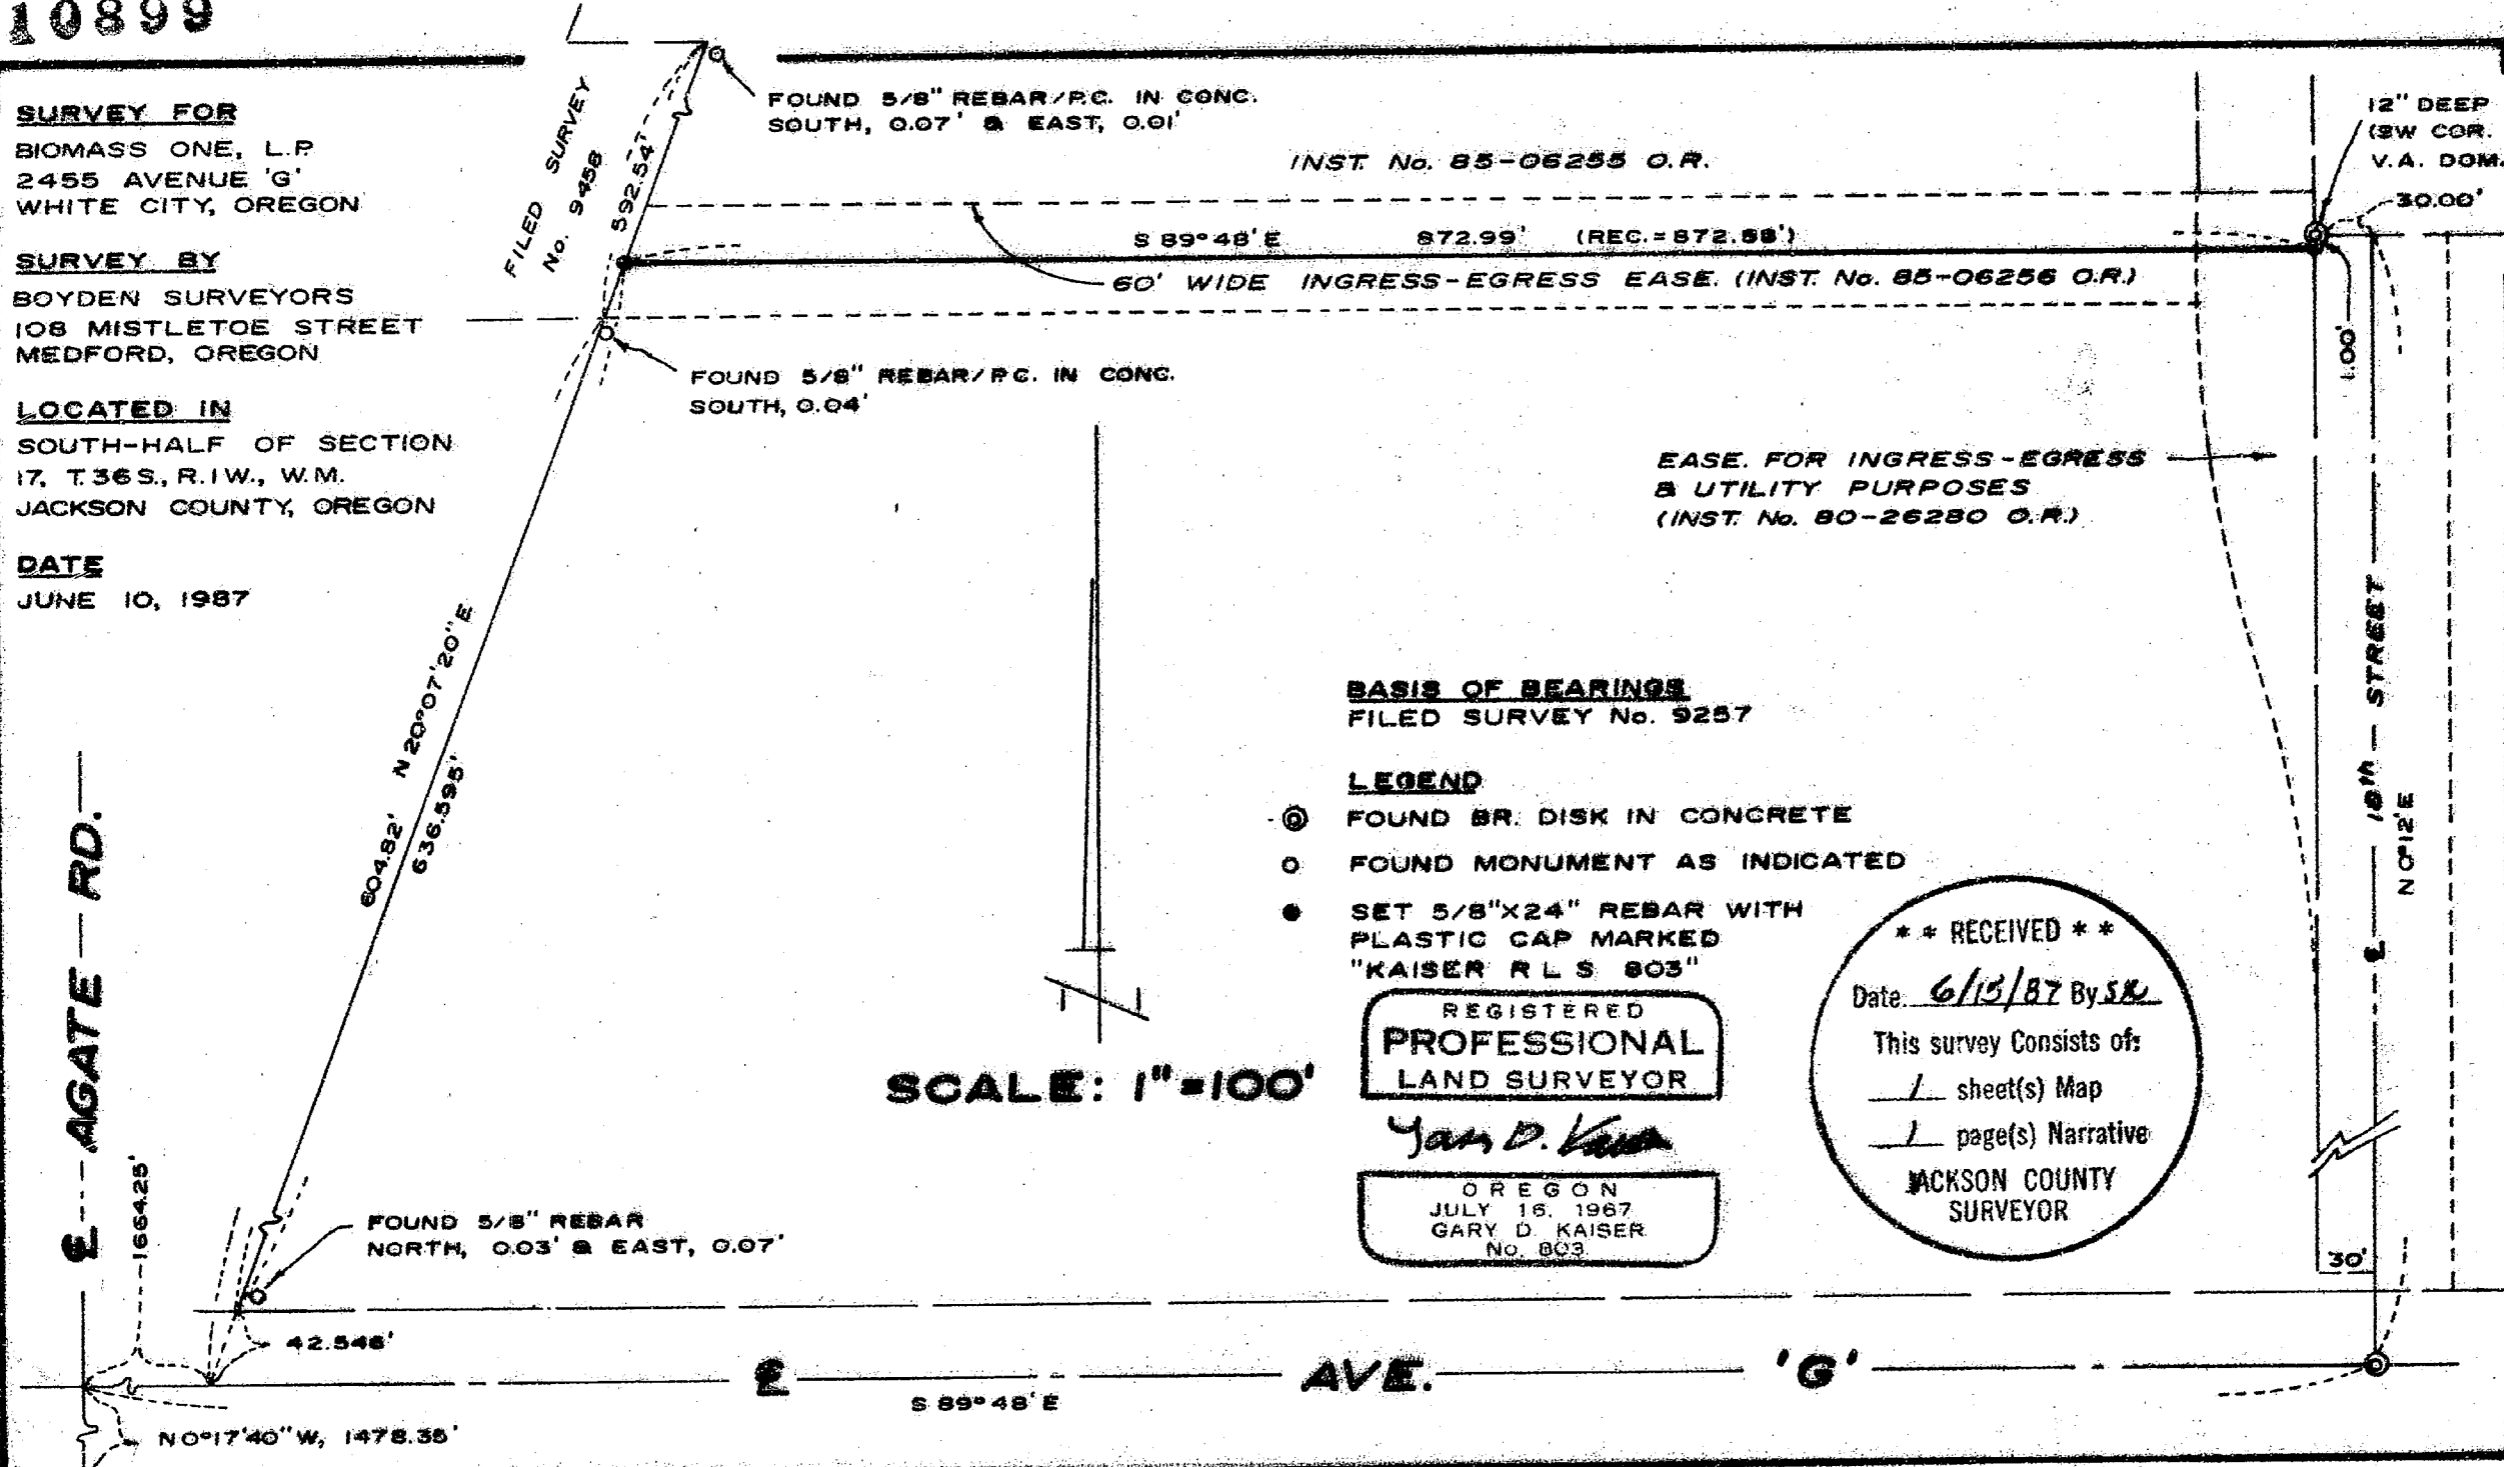 10899
SURVEY FOR
BIOMASS ONE, L.P.
2455 AVENUE 'G'
WHITE CITY, OREGON
SURVEY BY
BOYDEN SURVEYORS
108 MISTLETOE STREET
MEDFORD, OREGON
LOCATED IN
SOUTH-HALF OF SECTION
17, T.36S., R.1W., W.M.
JACKSON COUNTY, OREGON
DATE
JUNE 10, 1987
FILED SURVEY
No. 9458
592.54'
FOUND 5/8" REBAR/P.C. IN CONC.
SOUTH, 0.07' & EAST, 0.01'
INST. No. 85-06255 O.R.
S 89°48' E 872.99' (REC.=872.58')
60' WIDE INGRESS-EGRESS EASE. (INST. No. 85-06256 O.R.)
12" DEEP
(SW COR.
V.A. DOM.
30.00'
1.00'
FOUND 5/8" REBAR/P.C. IN CONC.
SOUTH, 0.04'
EASE. FOR INGRESS-EGRESS
& UTILITY PURPOSES
(INST. No. 80-26280 O.R.)
N 20°07'20" E
604.82'
636.595'
BASIS OF BEARINGS
FILED SURVEY No. 9257
LEGEND
FOUND BR. DISK IN CONCRETE
FOUND MONUMENT AS INDICATED
SET 5/8"X24" REBAR WITH
PLASTIC CAP MARKED
"KAISER R L S 803"
SCALE: 1"=100'
REGISTERED
PROFESSIONAL
LAND SURVEYOR
OREGON
JULY 16, 1967
GARY D. KAISER
No. 803
* * RECEIVED * *
Date 6/15/87 By
This survey Consists of:
1 sheet(s) Map
1 page(s) Narrative
JACKSON COUNTY
SURVEYOR
℄ 18th STREET
N 0°12' E
30'
℄ AGATE RD.
1664.25'
FOUND 5/8" REBAR
NORTH, 0.03' & EAST, 0.07'
42.546'
℄ AVE. 'G'
S 89°48' E
N 0°17'40" W, 1478.35'